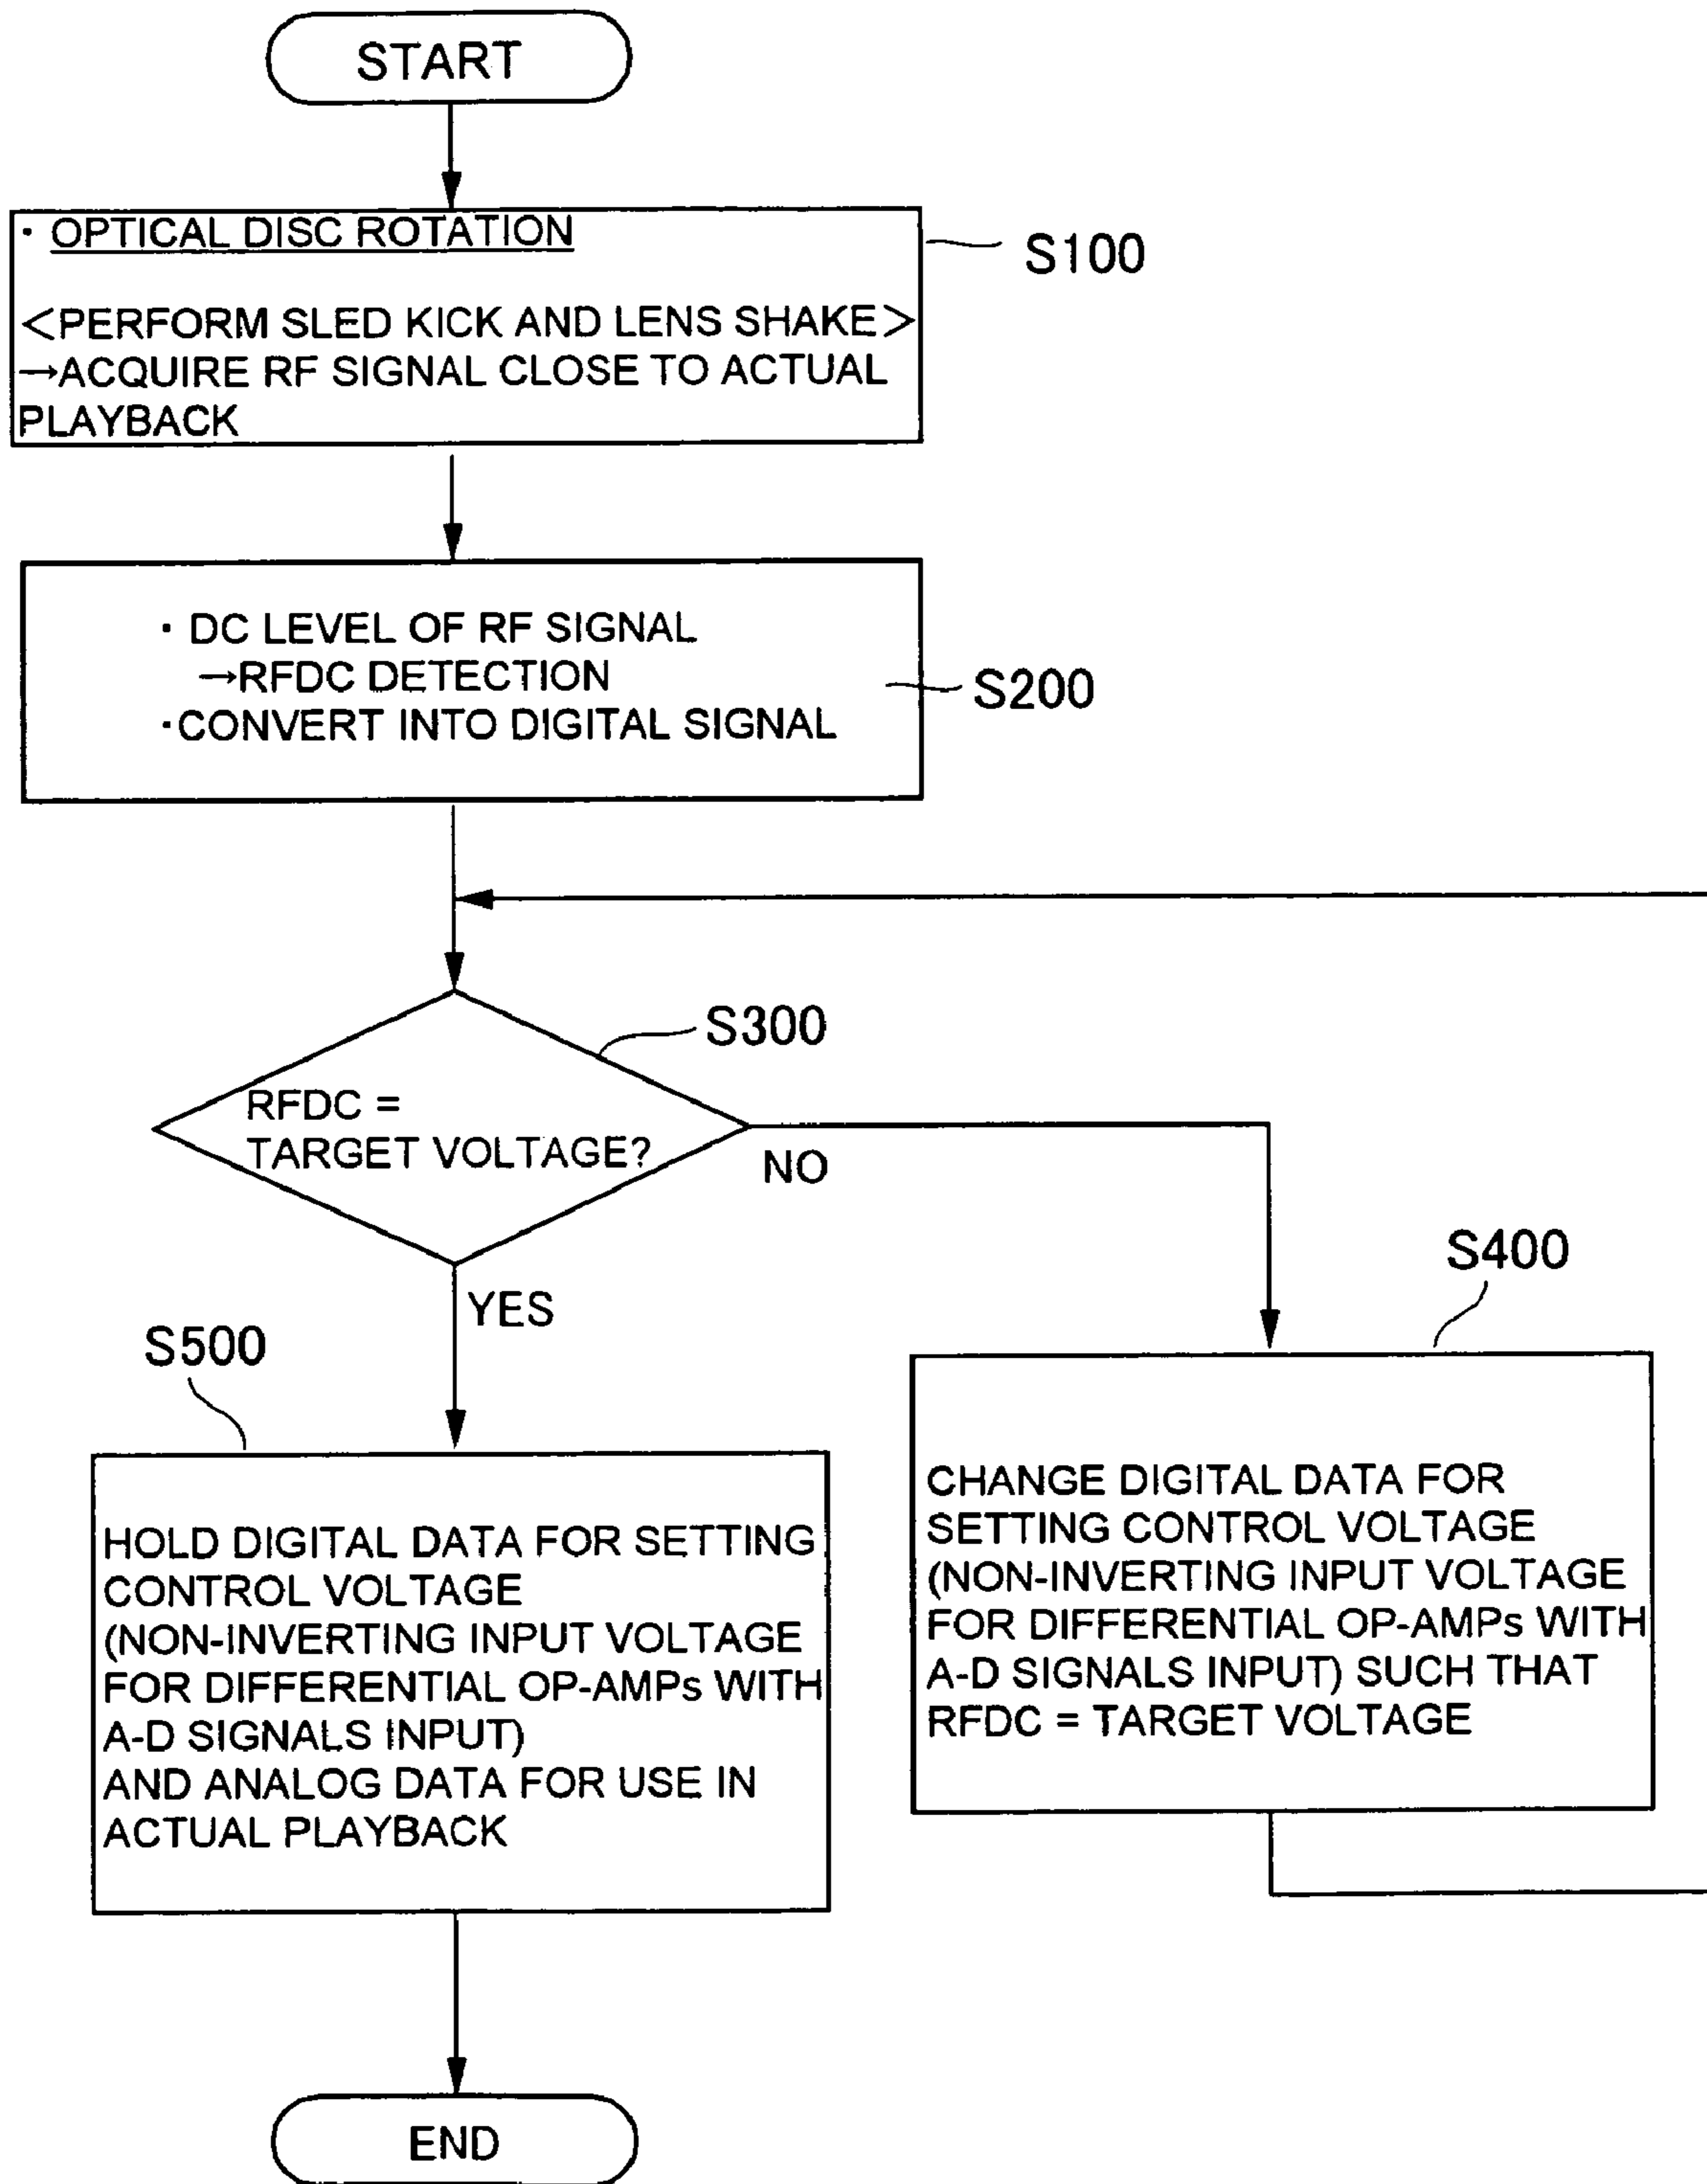 START
· OPTICAL DISC ROTATION
S100
<PERFORM SLED KICK AND LENS SHAKE>
→ACQUIRE RF SIGNAL CLOSE TO ACTUAL
PLAYBACK
· DC LEVEL OF RF SIGNAL
→RFDC DETECTION
S200
·CONVERT INTO DIGITAL SIGNAL
S300
RFDC =
TARGET VOLTAGE?
NO
YES
S400
CHANGE DIGITAL DATA FOR
SETTING CONTROL VOLTAGE
(NON-INVERTING INPUT VOLTAGE
FOR DIFFERENTIAL OP-AMPs WITH
A-D SIGNALS INPUT) SUCH THAT
RFDC = TARGET VOLTAGE
S500
HOLD DIGITAL DATA FOR SETTING
CONTROL VOLTAGE
(NON-INVERTING INPUT VOLTAGE
FOR DIFFERENTIAL OP-AMPs WITH
A-D SIGNALS INPUT)
AND ANALOG DATA FOR USE IN
ACTUAL PLAYBACK
END